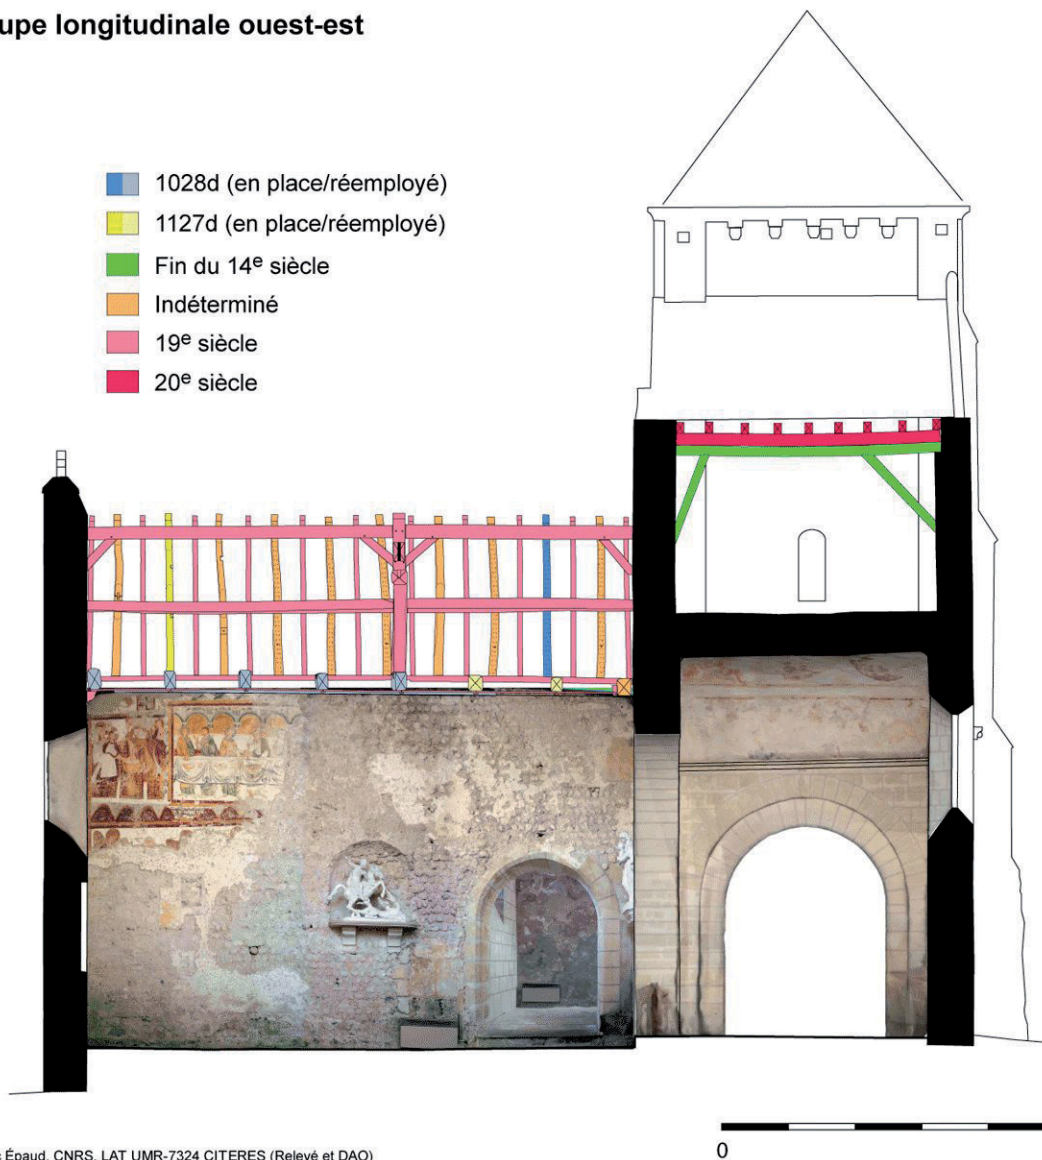 upe longitudinale ouest-est
1028d (en place/réemployé)
1127d (en place/réemployé)
Fin du 14e siècle
Indéterminé
19e siècle
20e siècle
Épaud, CNRS, LAT UMR-7324 CITERES (Relevé et DAO)
0